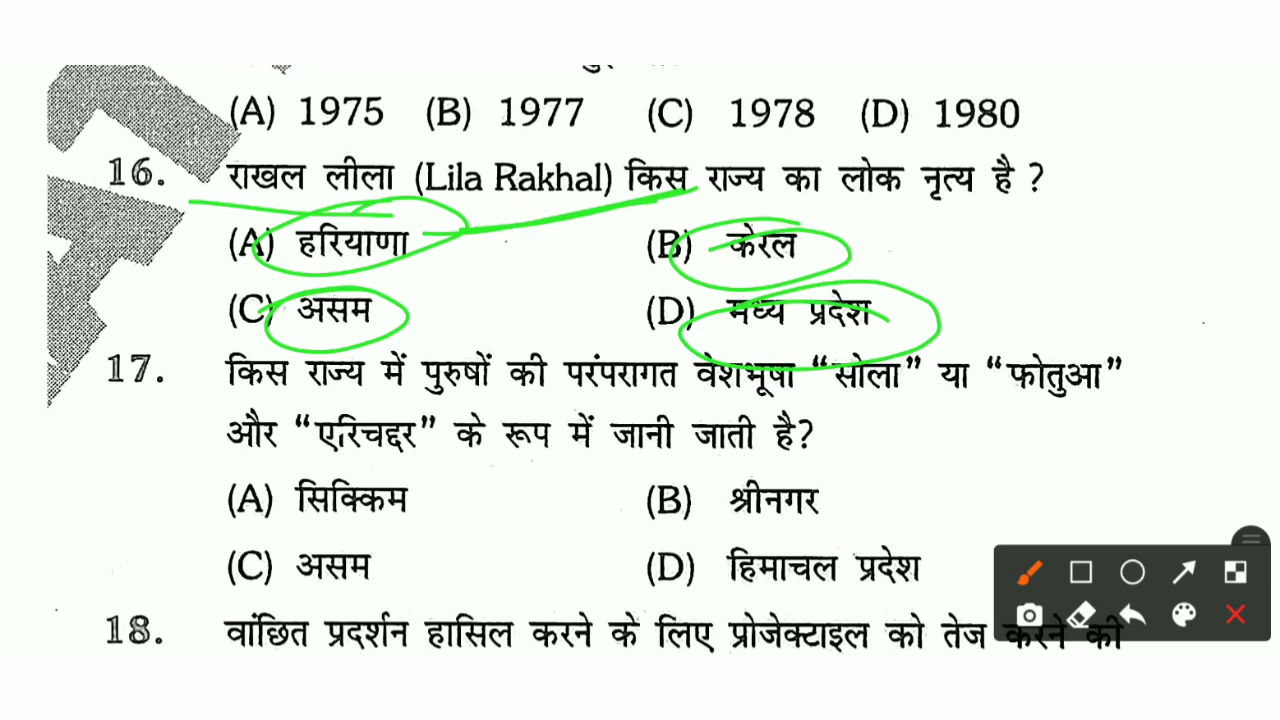 (A) 1975 (B) 1977 (C) 1978 (D) 1980
16. राखल लीला (Lila Rakhal) किस राज्य का लोक नृत्य है ?
(A) हरियाणा (B) केरल
(C) असम (D) मध्य प्रदेश
17. किस राज्य में पुरुषों की परंपरागत वेशभूषा “सोला” या “फोतुआ”
और “एरिचद्दर” के रूप में जानी जाती है?
(A) सिक्किम (B) श्रीनगर
(C) असम (D) हिमाचल प्रदेश
18. वांछित प्रदर्शन हासिल करने के लिए प्रोजेक्टाइल को तेज करने की